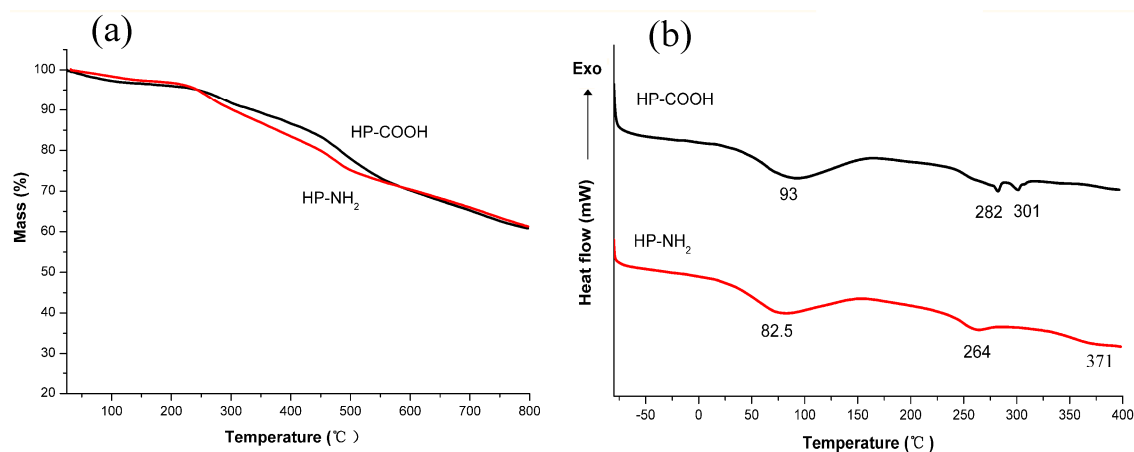 (a)
100
90
80
70
60
50
40
30
20
Mass (%)
HP-COOH
HP-NH₂
100 200 300 400 500 600 700 800
Temperature (℃)
(b)
Exo
Heat flow (mW)
HP-COOH
93
282 301
HP-NH₂
82.5
264
371
-50 0 50 100 150 200 250 300 350 400
Temperature (℃)